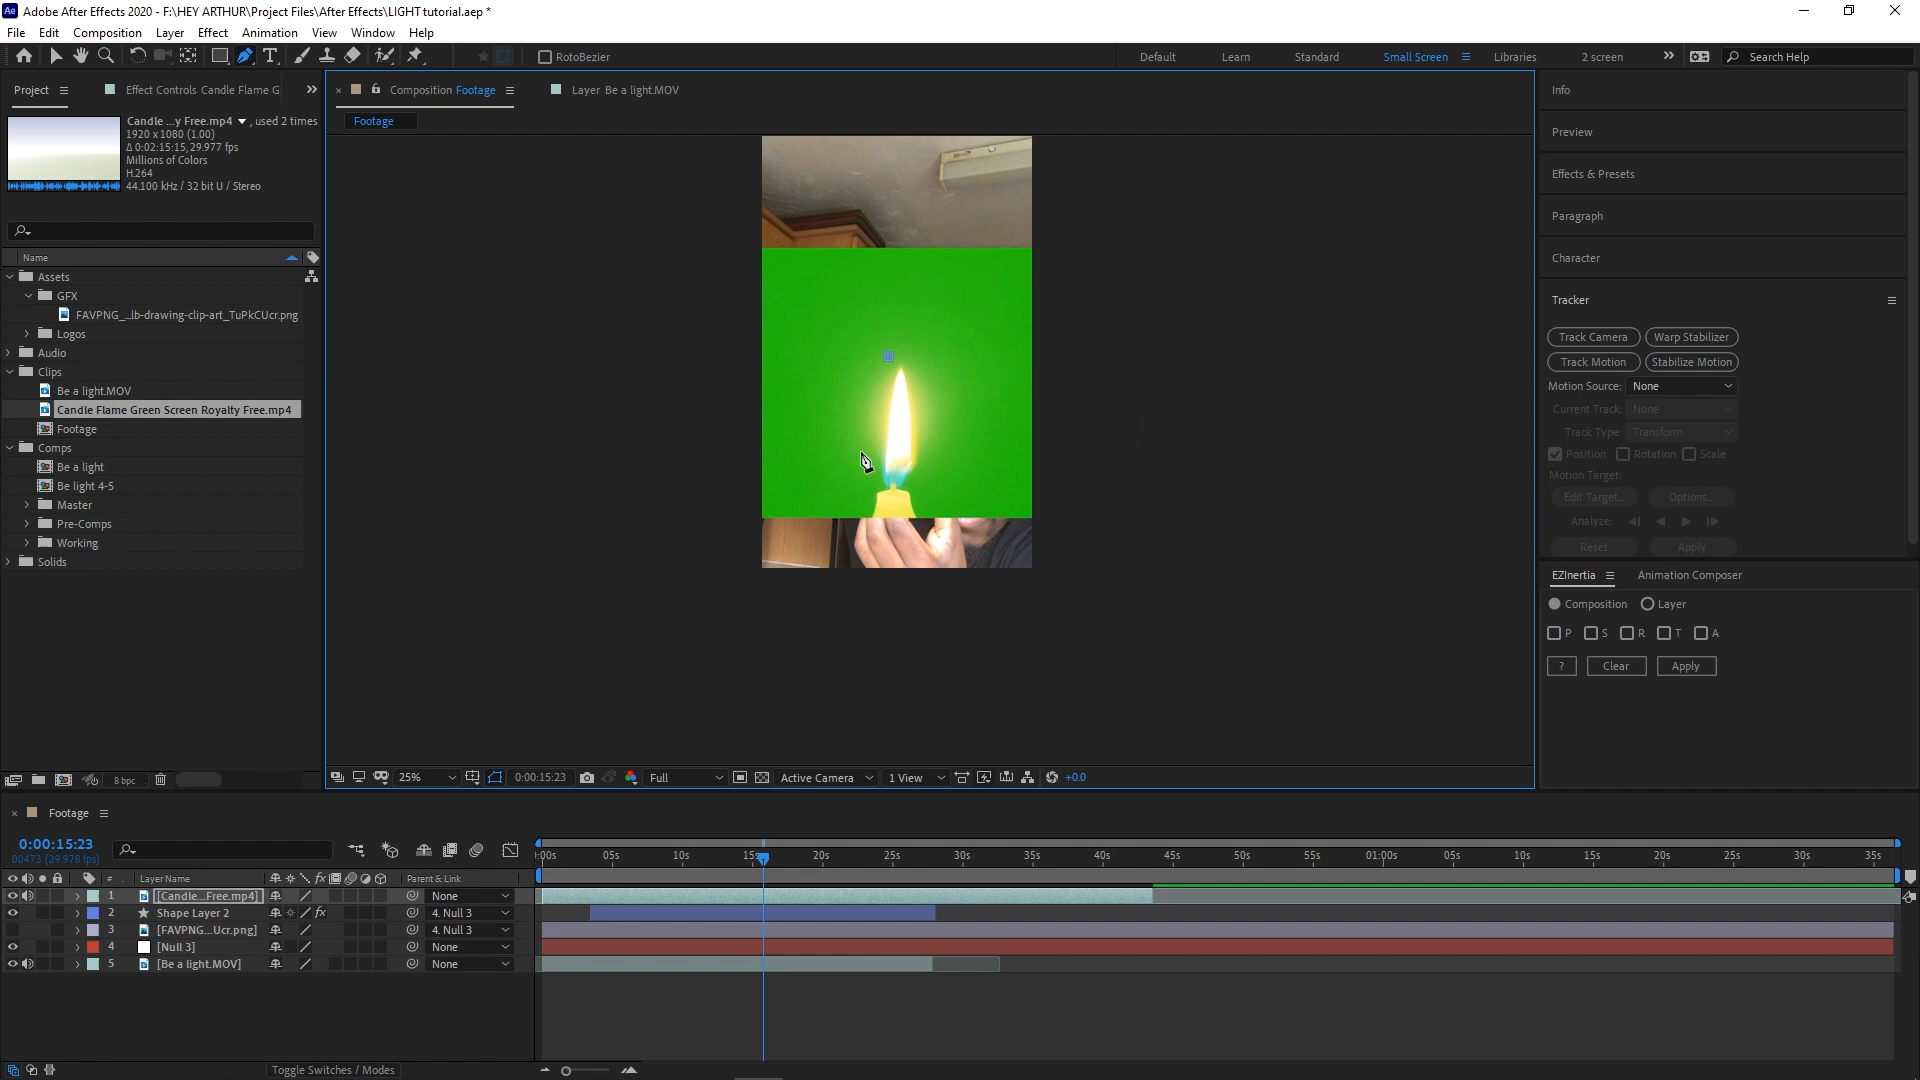 Ae Adobe After Effects 2020 - F:\HEY ARTHUR\Project Files\After Effects\LIGHT tutorial.aep *
File Edit Composition Layer Effect Animation View Window Help
RotoBezier
Default Learn Standard Small Screen Libraries 2 screen
Search Help
Project
Effect Controls Candle Flame G
Composition Footage
Layer Be a light.MOV
Footage
Candle ...y Free.mp4 , used 2 times
1920 x 1080 (1.00)
Δ 0:02:15:15, 29.977 fps
Millions of Colors
H.264
44.100 kHz / 32 bit U / Stereo
Name
Assets
GFX
FAVPNG_...lb-drawing-clip-art_TuPkCUcr.png
Logos
Audio
Clips
Be a light.MOV
Candle Flame Green Screen Royalty Free.mp4
Footage
Comps
Be a light
Be light 4-5
Master
Pre-Comps
Working
Solids
8 bpc
25% 0:00:15:23 Full Active Camera 1 View +0.0
Info
Preview
Effects & Presets
Paragraph
Character
Tracker
Track Camera Warp Stabilizer
Track Motion Stabilize Motion
Motion Source: None
Current Track: None
Track Type: Transform
Position Rotation Scale
Motion Target:
Edit Target... Options...
Analyze:
Reset Apply
EZInertia Animation Composer
Composition Layer
P S R T A
? Clear Apply
Footage
0:00:15:23
00473 (29.978 fps)
# Layer Name fx Parent & Link
1 [Candle...Free.mp4] None
2 Shape Layer 2 fx 4. Null 3
3 [FAVPNG...Ucr.png] 4. Null 3
4 [Null 3] None
5 [Be a light.MOV] None
:00s 05s 10s 15s 20s 25s 30s 35s 40s 45s 50s 55s 01:00s 05s 10s 15s 20s 25s 30s 35s
Toggle Switches / Modes